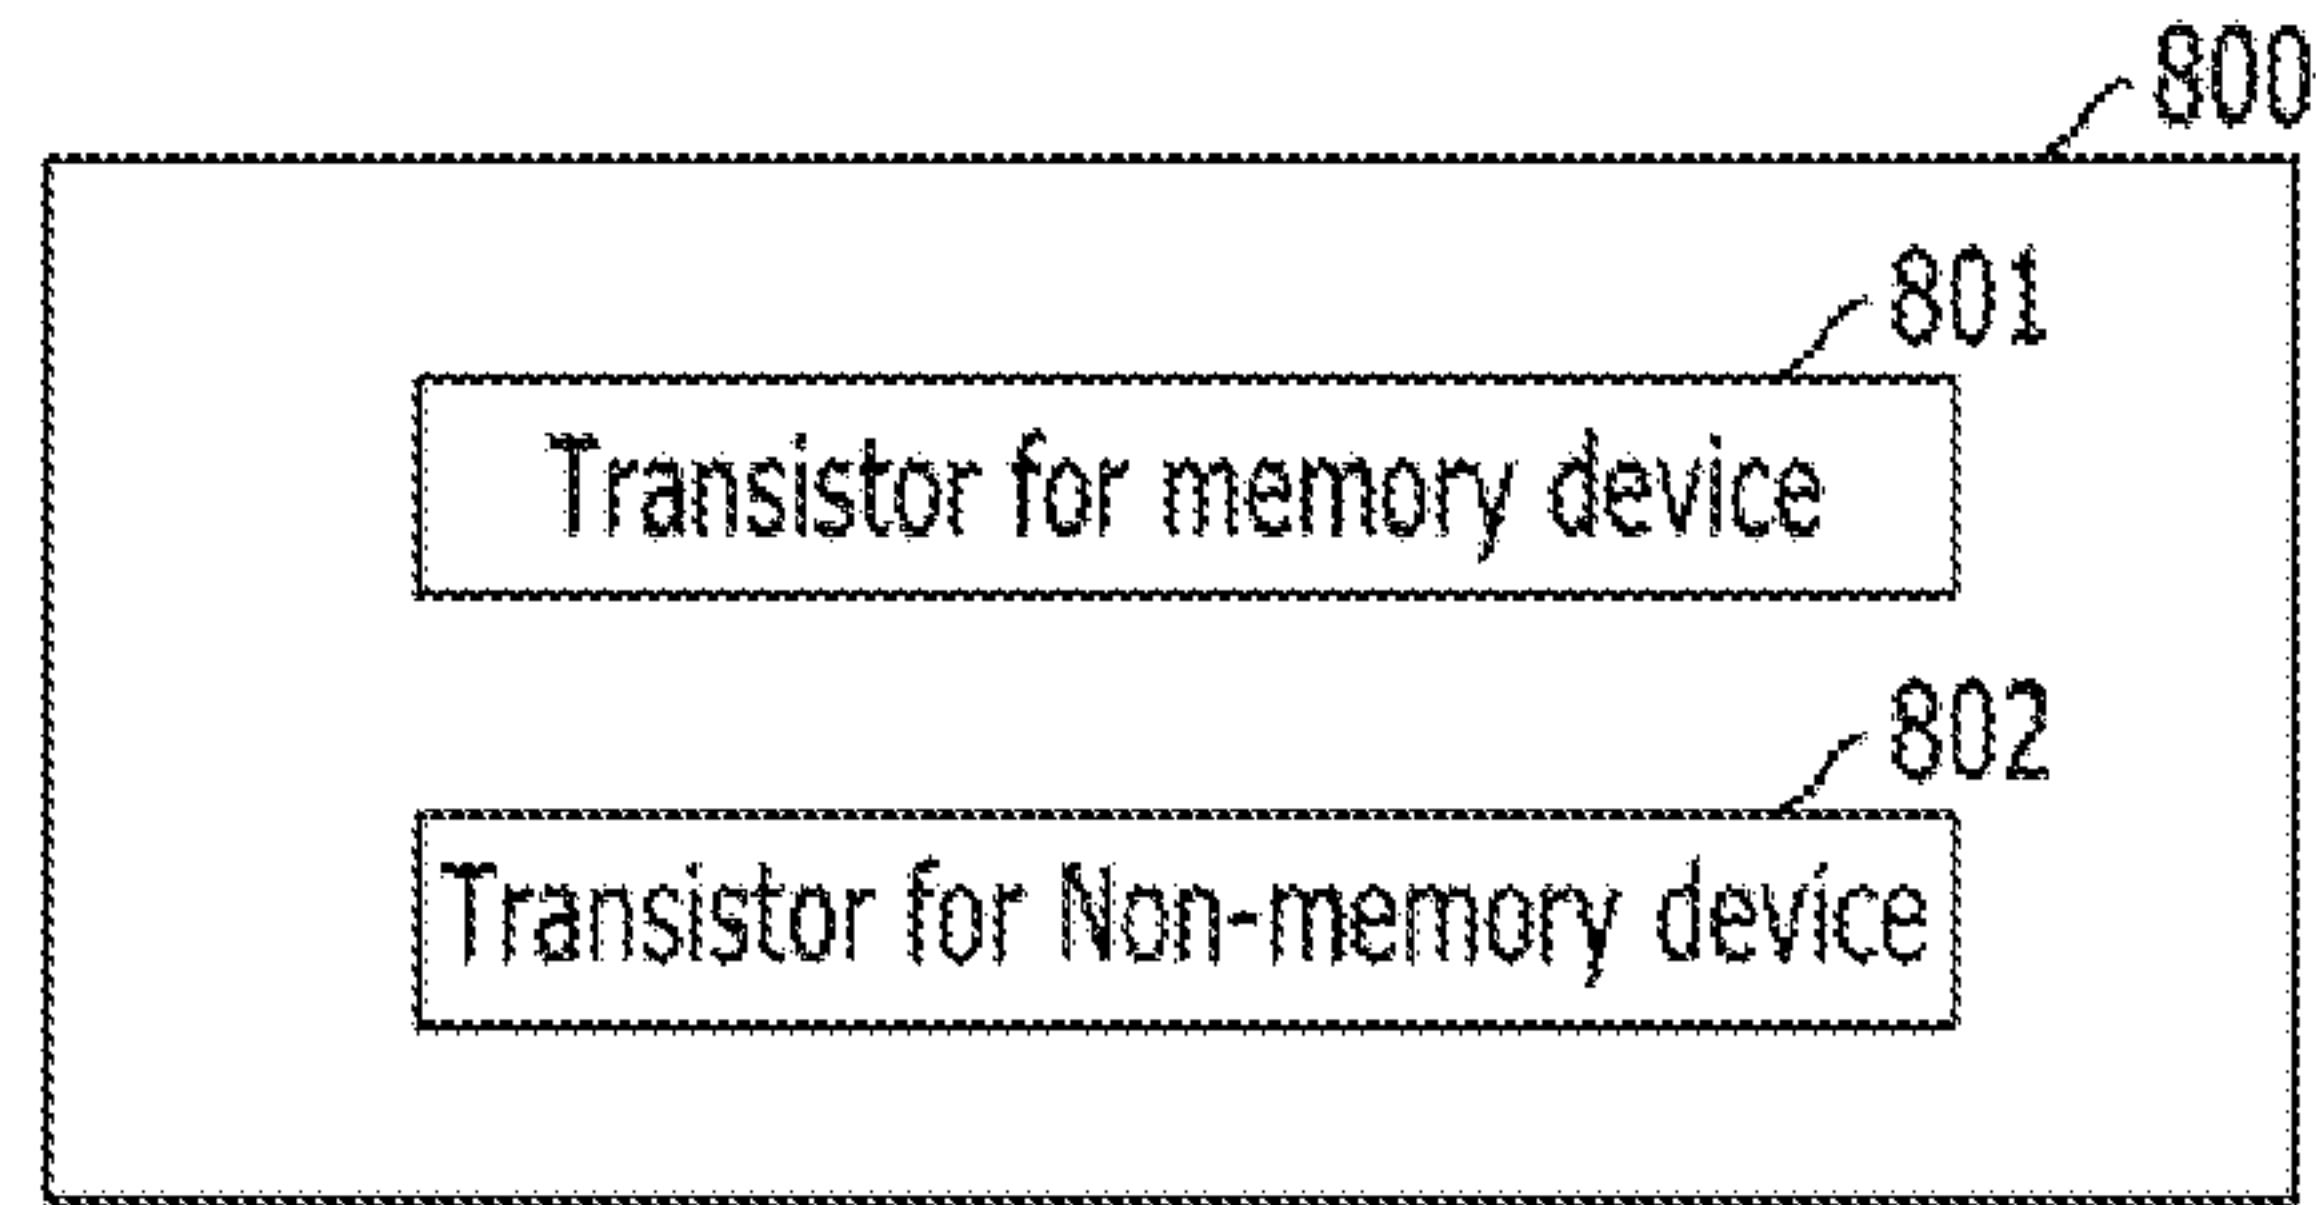 800
801
Transistor for memory device
802
Transistor for Non-memory device